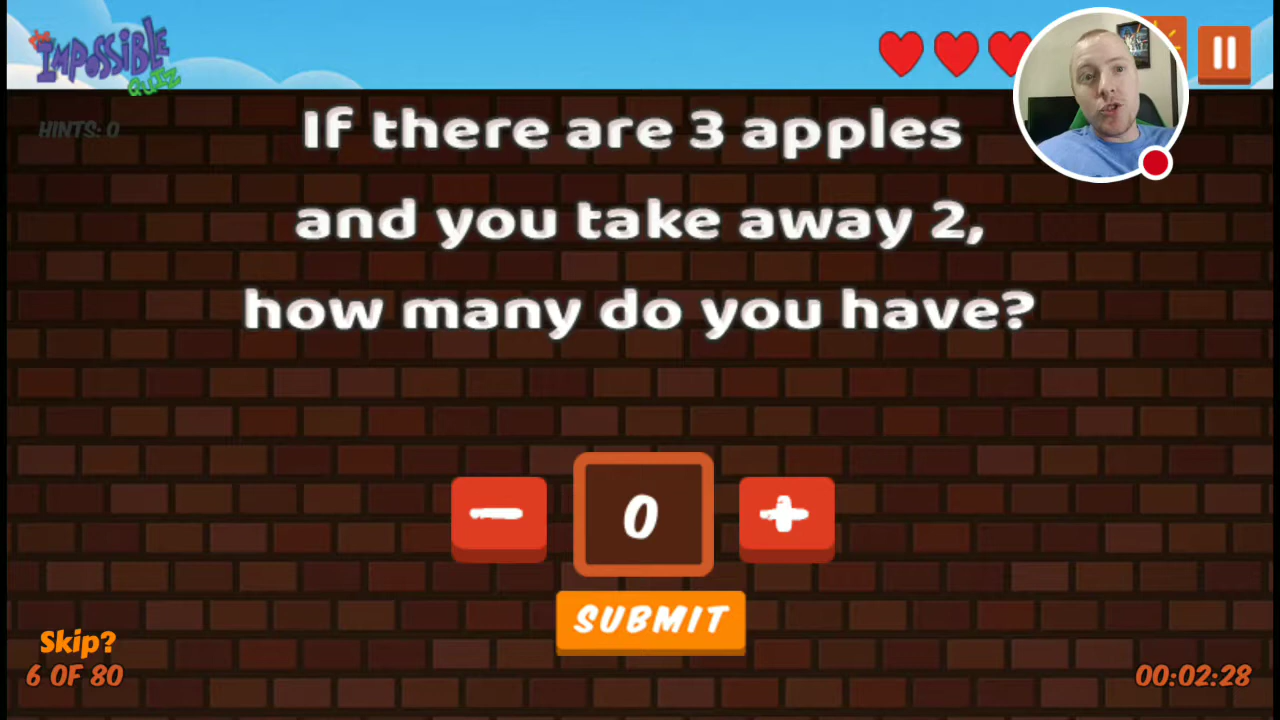 the
IMPOSSIBLE
QUIZ
HINTS: 0
If there are 3 apples
and you take away 2,
how many do you have?
0
SUBMIT
Skip?
6 OF 80
00:02:28